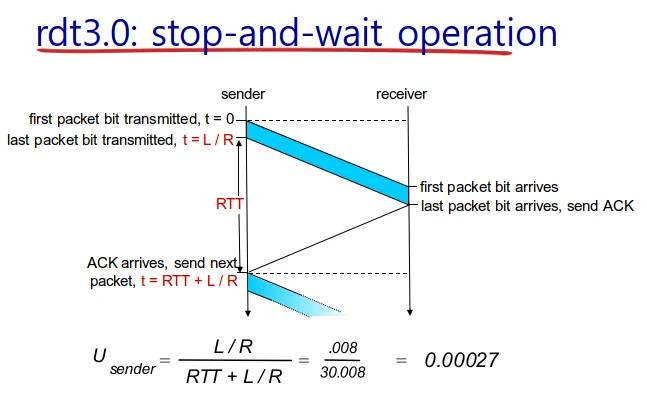 rdt3.0: stop-and-wait operation
sender receiver
first packet bit transmitted, t = 0
last packet bit transmitted, t = L / R
first packet bit arrives
RTT
last packet bit arrives, send ACK
ACK arrives, send next
packet, t = RTT + L / R
U sender = L / R / RTT + L / R = .008 / 30.008 = 0.00027